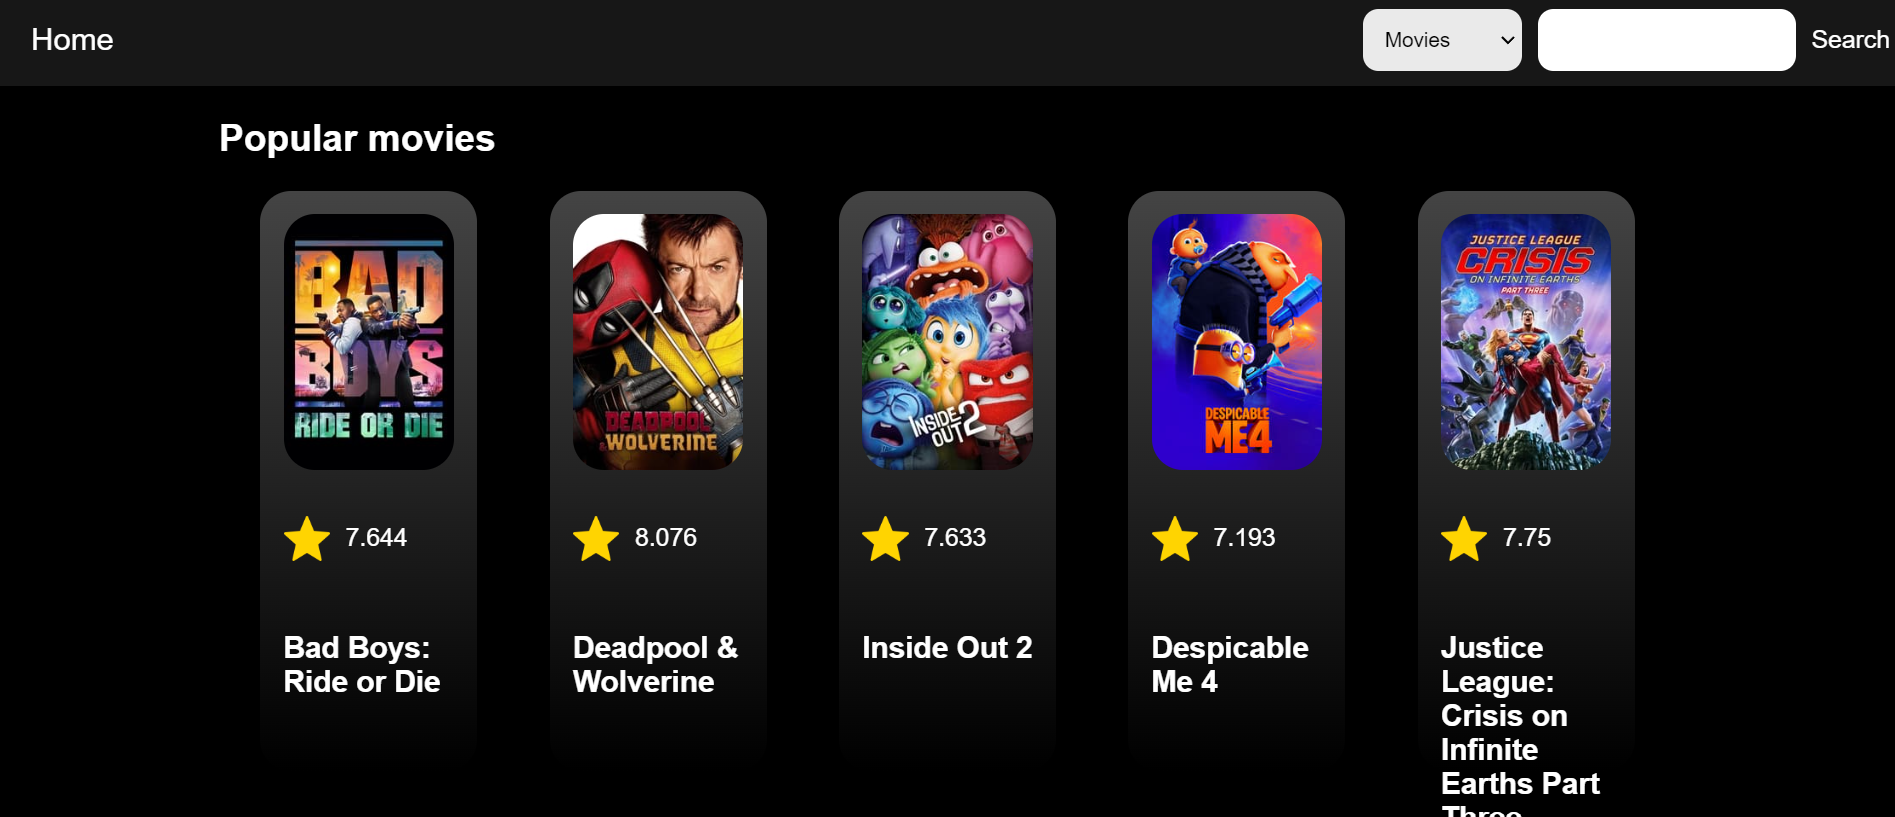 Home
Movies
Search
Popular movies
BAD
BOYS
RIDE OR DIE
DEADPOOL
& WOLVERINE
INSIDE
OUT 2
DESPICABLE
ME4
JUSTICE LEAGUE
CRISIS
ON INFINITE EARTHS
PART THREE
7.644
8.076
7.633
7.193
7.75
Bad Boys:
Ride or Die
Deadpool &
Wolverine
Inside Out 2
Despicable
Me 4
Justice
League:
Crisis on
Infinite
Earths Part
Three